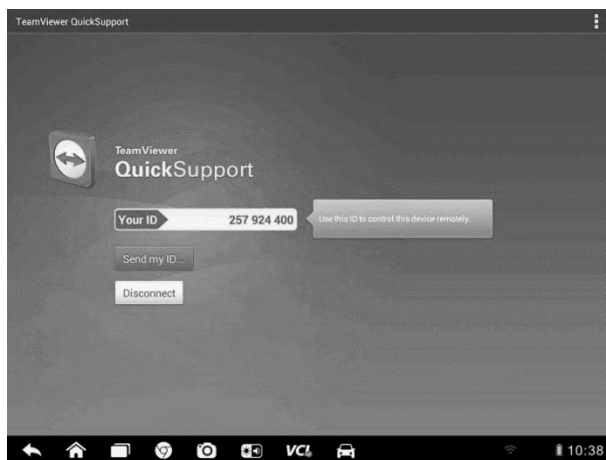 TeamViewer QuickSupport
TeamViewer
QuickSupport
Your ID 257 924 400
Use this ID to control this device remotely.
Send my ID...
Disconnect
VCI
10:38